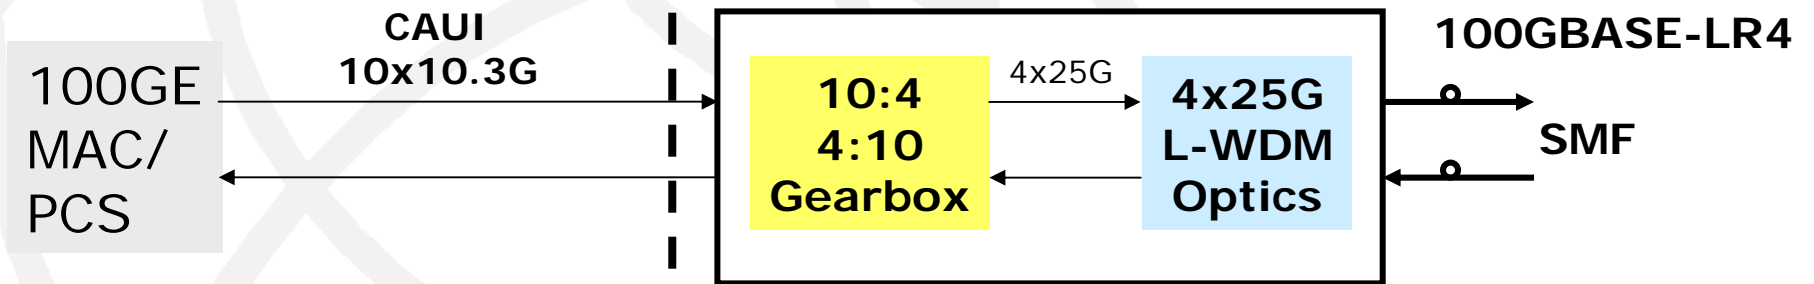 100GE
MAC/
PCS
CAUI
10x10.3G
10:4
4:10
Gearbox
4x25G
4x25G
L-WDM
Optics
100GBASE-LR4
SMF